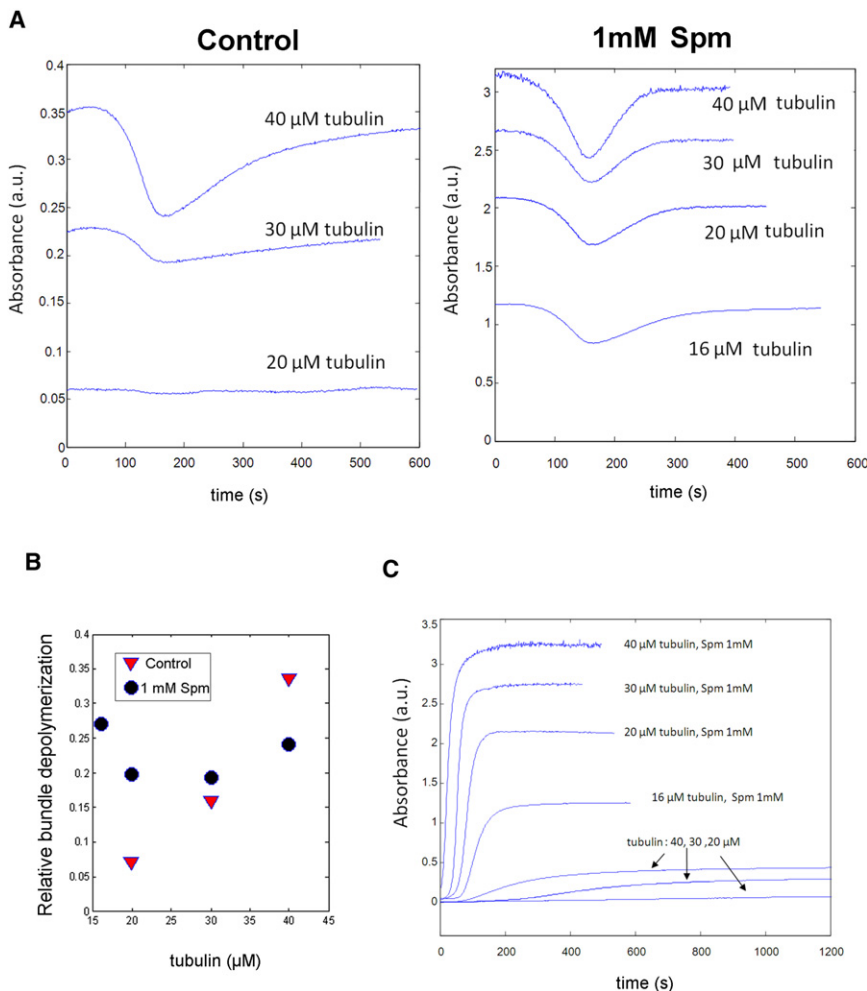 A
Control
1mM Spm
Absorbance (a.u.)
0.4
0.35
0.3
0.25
0.2
0.15
0.1
0.05
0
40 µM tubulin
30 µM tubulin
20 µM tubulin
0 100 200 300 400 500 600
time (s)
Absorbance (a.u.)
3
2.5
2
1.5
1
0.5
0
40 µM tubulin
30 µM tubulin
20 µM tubulin
16 µM tubulin
0 100 200 300 400 500 600
time (s)
B
Relative bundle depolymerization
0.4
0.35
0.3
0.25
0.2
0.15
0.1
0.05
0
Control
1 mM Spm
15 20 25 30 35 40 45
tubulin (µM)
C
Absorbance (a.u.)
3.5
3
2.5
2
1.5
1
0.5
0
40 µM tubulin, Spm 1mM
30 µM tubulin, Spm 1mM
20 µM tubulin, Spm 1mM
16 µM tubulin, Spm 1mM
tubulin : 40, 30 ,20 µM
0 200 400 600 800 1000 1200
time (s)